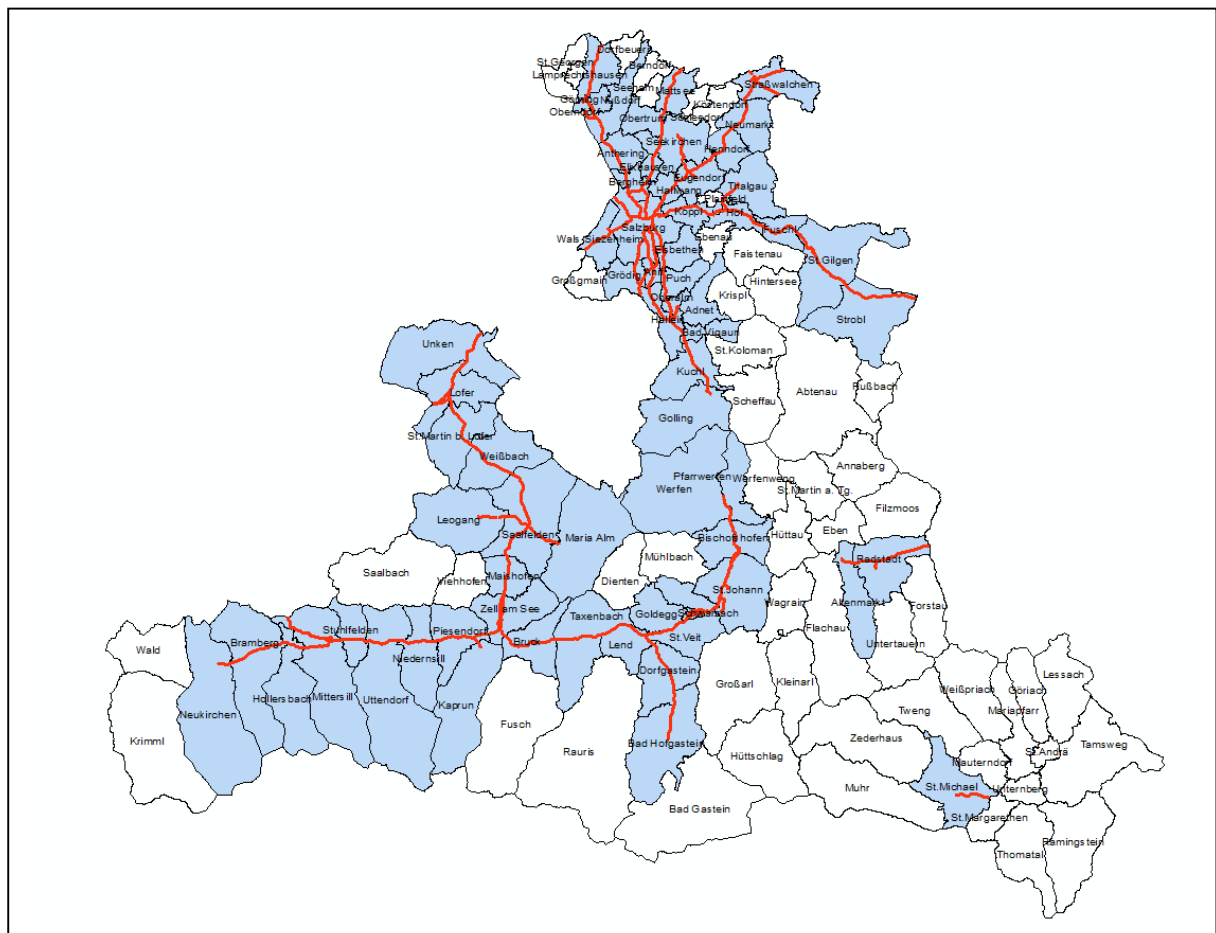 Dorfbeuern
St.Georgen
Berndorf
Lamprechtshausen
Straßwalchen
Seeham
Mattsee
Göming
Nußdorf
Köstendorf
Oberndorf
Obertrum
Schleedorf
Neumarkt
Seekirchen
Henndorf
Anthering
Elixhausen
Eugendorf
Bergheim
Hallwang
Thalgau
Plainfeld
Koppl
Hof
Salzburg
Fuschl
Wals-Siezenheim
Ebenau
Elsbethen
Faistenau
St.Gilgen
Großgmain
Grödig
Anif
Puch
Hintersee
Krispl
Oberalm
Adnet
Hallein
Strobl
Bad Vigaun
Unken
St.Koloman
Kuchl
Lofer
Abtenau
Rußbach
Scheffau
Golling
St.Martin b. Lofer
Weißbach
Annaberg
Pfarrwerfen
Werfenweng
Werfen
St.Martin a. Tg.
Filzmoos
Leogang
Saalfelden
Maria Alm
Bischofshofen
Hüttau
Eben
Radstadt
Mühlbach
Saalbach
Viehhofen
Maishofen
Dienten
St.Johann
Wagrain
Altenmarkt
Forstau
Zell am See
Taxenbach
Goldegg
Schwarzach
Flachau
Untertauern
Stuhlfelden
Piesendorf
Bramberg
Bruck
Lend
St.Veit
Wald
Niedernsill
Dorfgastein
Großarl
Kleinarl
Weißpriach
Göriach
Lessach
Hollersbach
Mittersill
Uttendorf
Kaprun
Neukirchen
Fusch
Tweng
Mariapfarr
Krimml
Bad Hofgastein
Zederhaus
Rauris
Hüttschlag
Mauterndorf
St.Andrä
Tamsweg
Muhr
St.Michael
Unternberg
Bad Gastein
St.Margarethen
Ramingstein
Thomatal